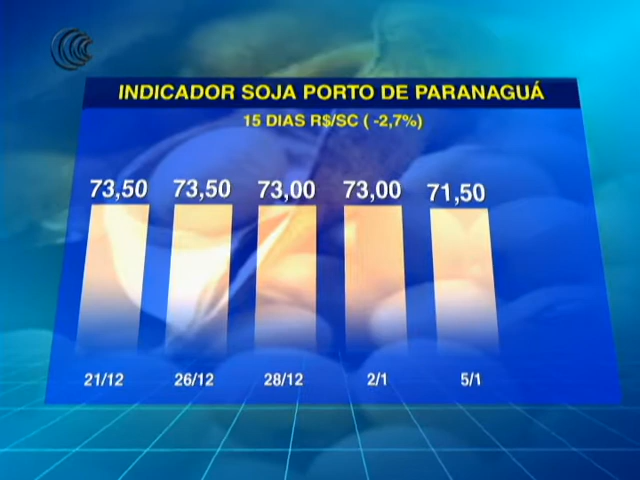 INDICADOR SOJA PORTO DE PARANAGUÁ
15 DIAS R$/SC ( -2,7%)
73,50 73,50 73,00 73,00 71,50
21/12 26/12 28/12 2/1 5/1